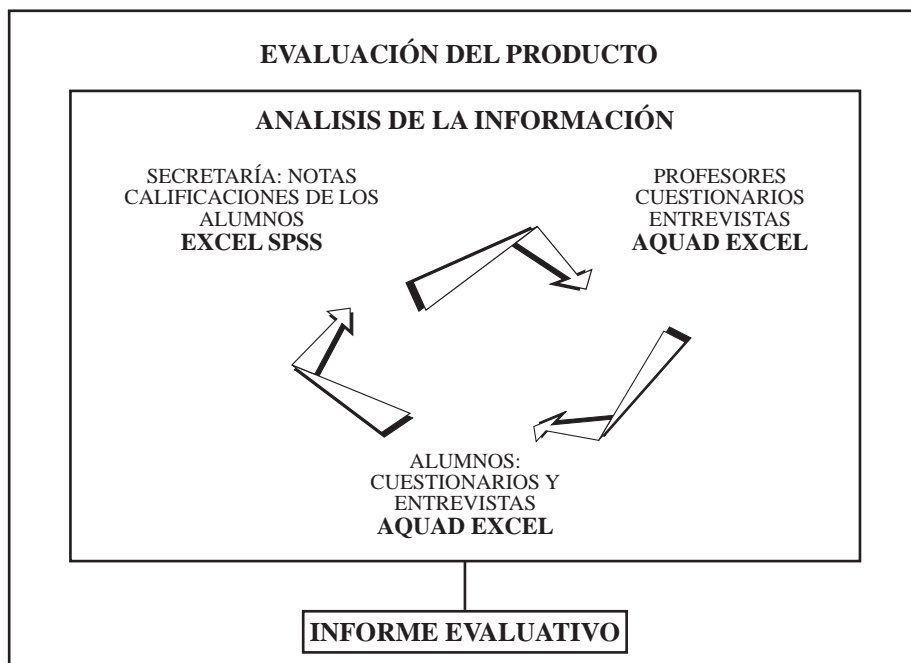 EVALUACIÓN DEL PRODUCTO
ANALISIS DE LA INFORMACIÓN
SECRETARÍA: NOTAS
CALIFICACIONES DE LOS
ALUMNOS
EXCEL SPSS
PROFESORES
CUESTIONARIOS
ENTREVISTAS
AQUAD EXCEL
ALUMNOS:
CUESTIONARIOS Y
ENTREVISTAS
AQUAD EXCEL
INFORME EVALUATIVO